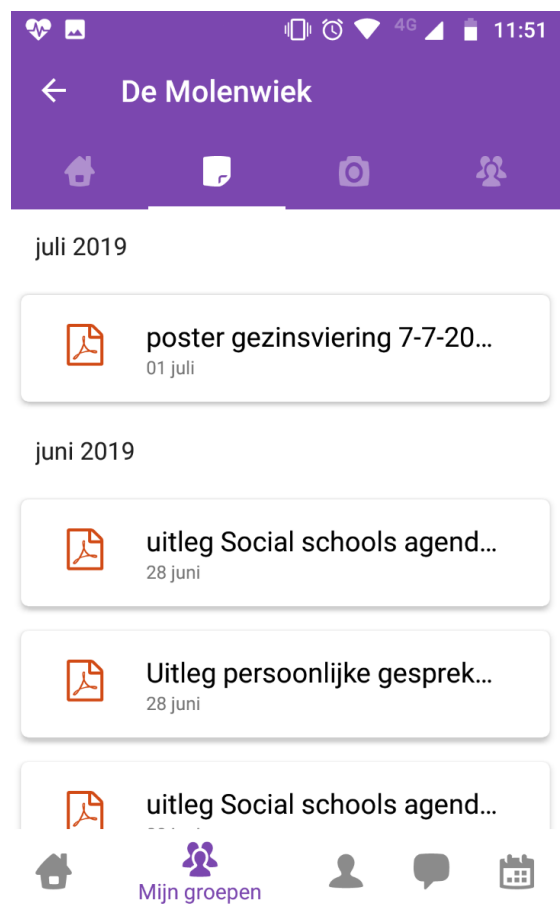 4G 11:51
De Molenwiek
juli 2019
poster gezinsviering 7-7-20...
01 juli
juni 2019
uitleg Social schools agend...
28 juni
Uitleg persoonlijke gesprek...
28 juni
uitleg Social schools agend...
Mijn groepen